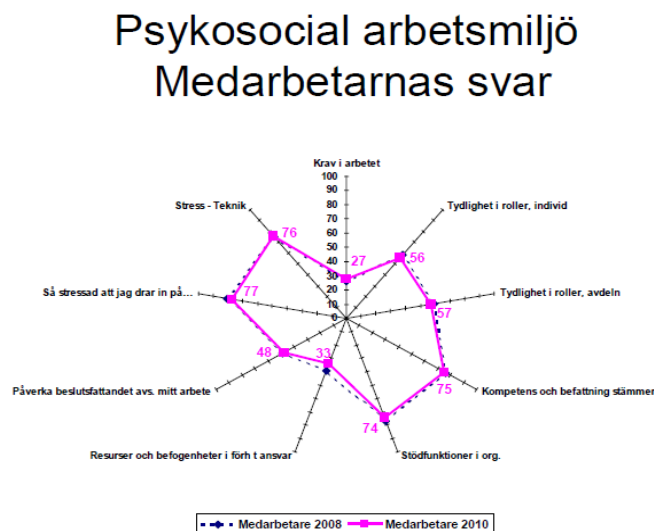 Psykosocial arbetsmiljö
Medarbetarnas svar
Krav i arbetet
100
90
80
70
60
50
40
30
20
10
0
Stress - Teknik
Tydlighet i roller, individ
76
56
27
Så stressad att jag drar in på...
77
Tydlighet i roller, avdeln
57
48
33
Påverka beslutsfattandet avs. mitt arbete
Kompetens och befattning stämmer
75
74
Resurser och befogenheter i förh t ansvar
Stödfunktioner i org.
Medarbetare 2008 Medarbetare 2010